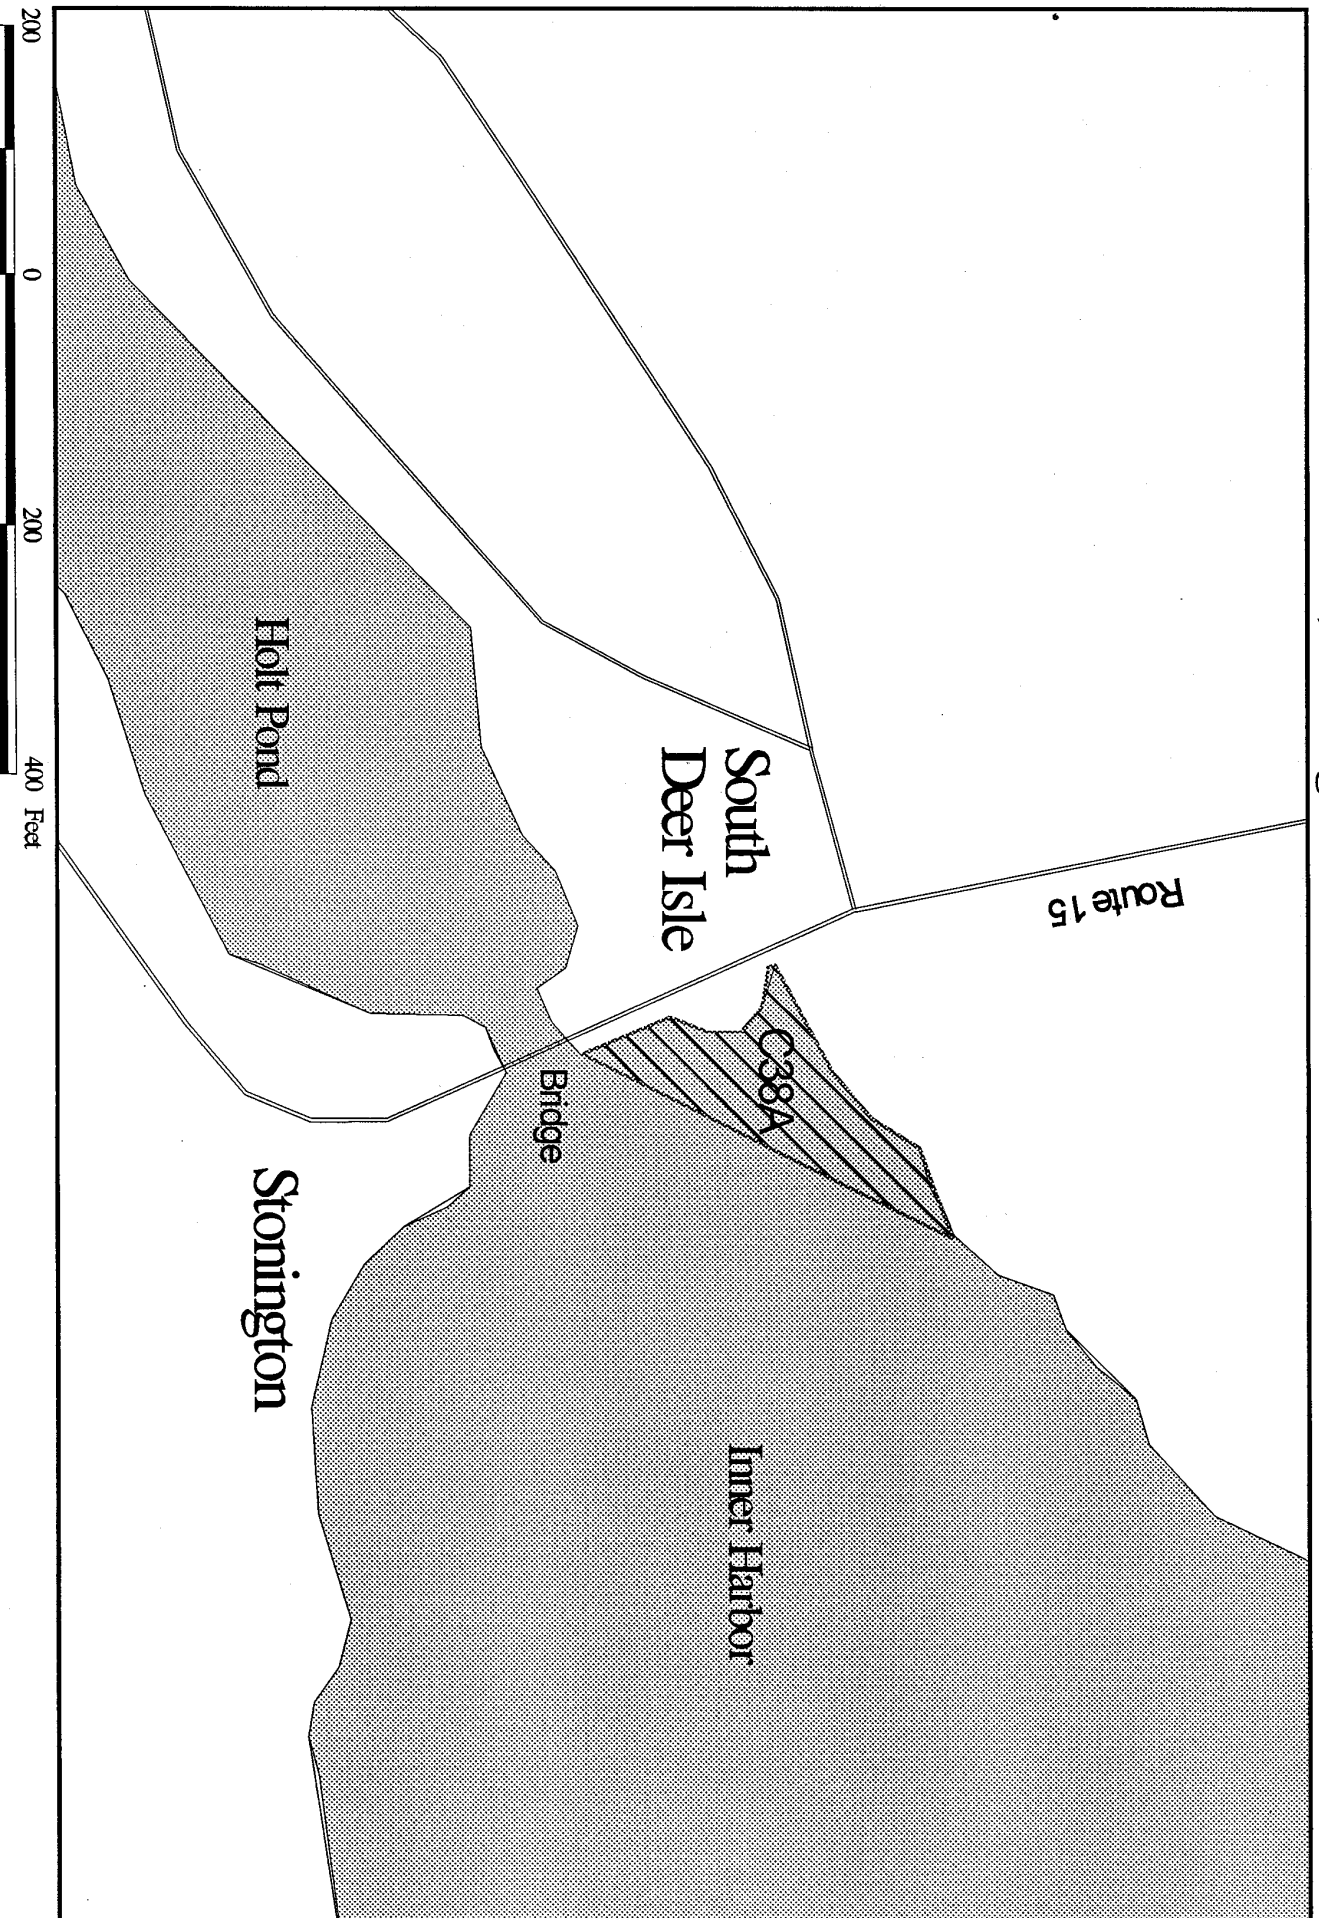 Route 15
South
Deer Isle
C38A
Inner Harbor
Bridge
Holt Pond
Stonington
200 0 200 400 Feet